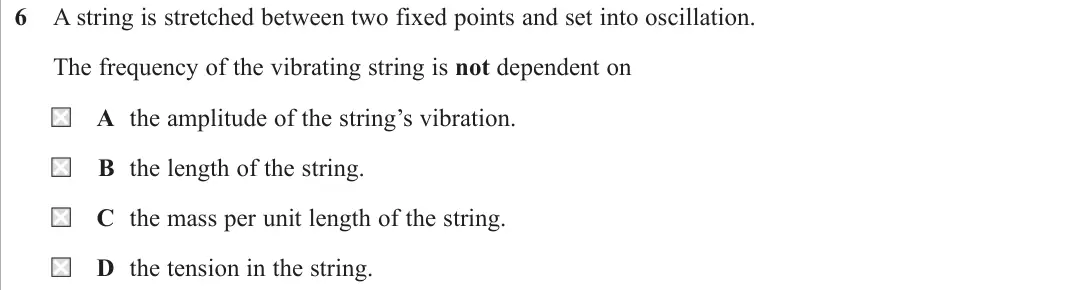 6 A string is stretched between two fixed points and set into oscillation.
The frequency of the vibrating string is not dependent on
A the amplitude of the string’s vibration.
B the length of the string.
C the mass per unit length of the string.
D the tension in the string.